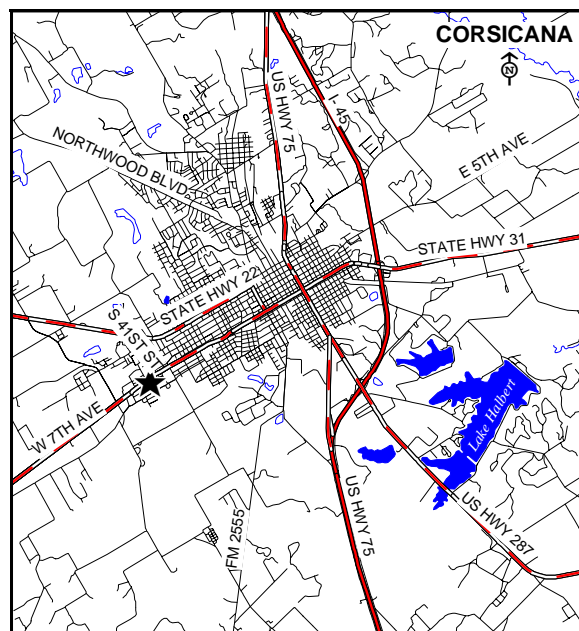 CORSICANA
N
US HWY 75
I 45
NORTHWOOD BLVD
E 5TH AVE
STATE HWY 31
STATE HWY 22
S 41ST ST
W 7TH AVE
Lake Halbert
FM 2555
US HWY 75
US HWY 287